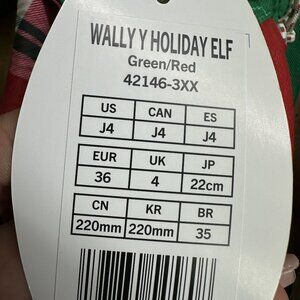 WALLY Y HOLIDAY ELF
Green/Red
42146-3XX
US CAN ES
J4 J4 J4
EUR UK JP
36 4 22cm
CN KR BR
220mm 220mm 35